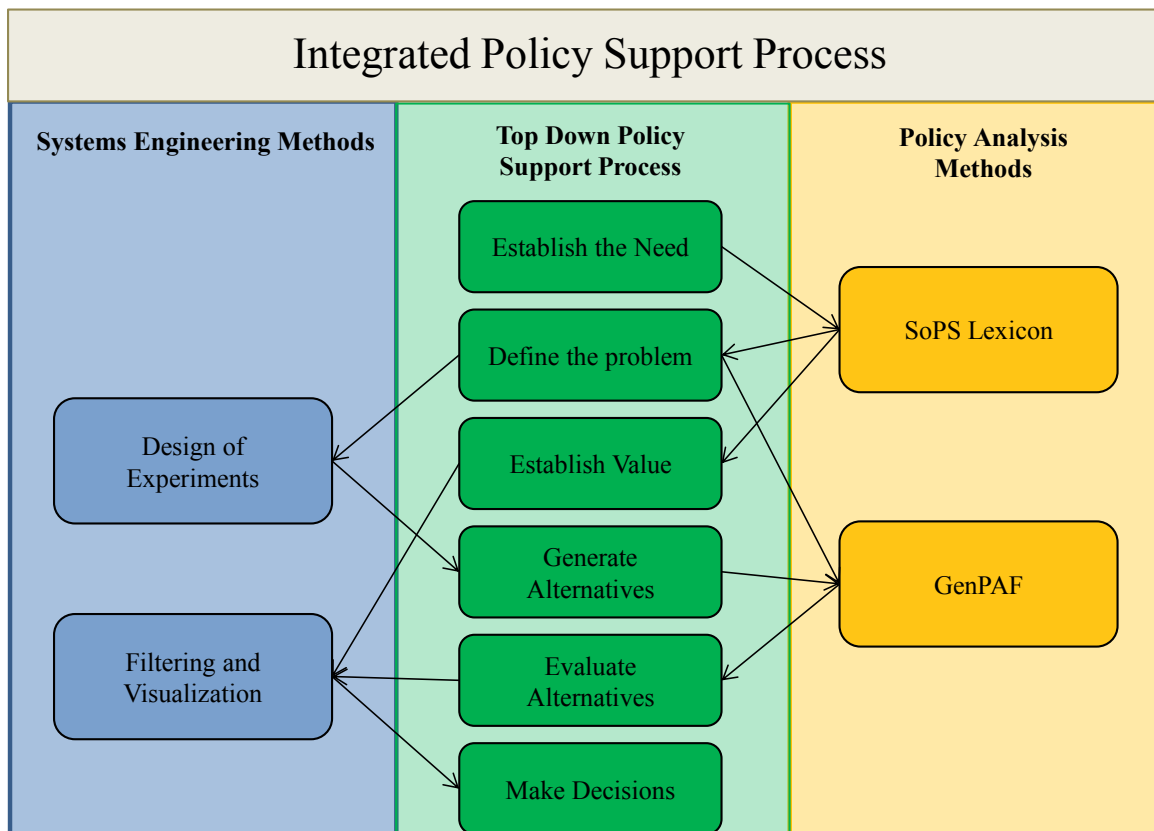 Integrated Policy Support Process
Systems Engineering Methods
Top Down Policy
Support Process
Policy Analysis
Methods
Establish the Need
Define the problem
Establish Value
Generate
Alternatives
Evaluate
Alternatives
Make Decisions
Design of
Experiments
Filtering and
Visualization
SoPS Lexicon
GenPAF